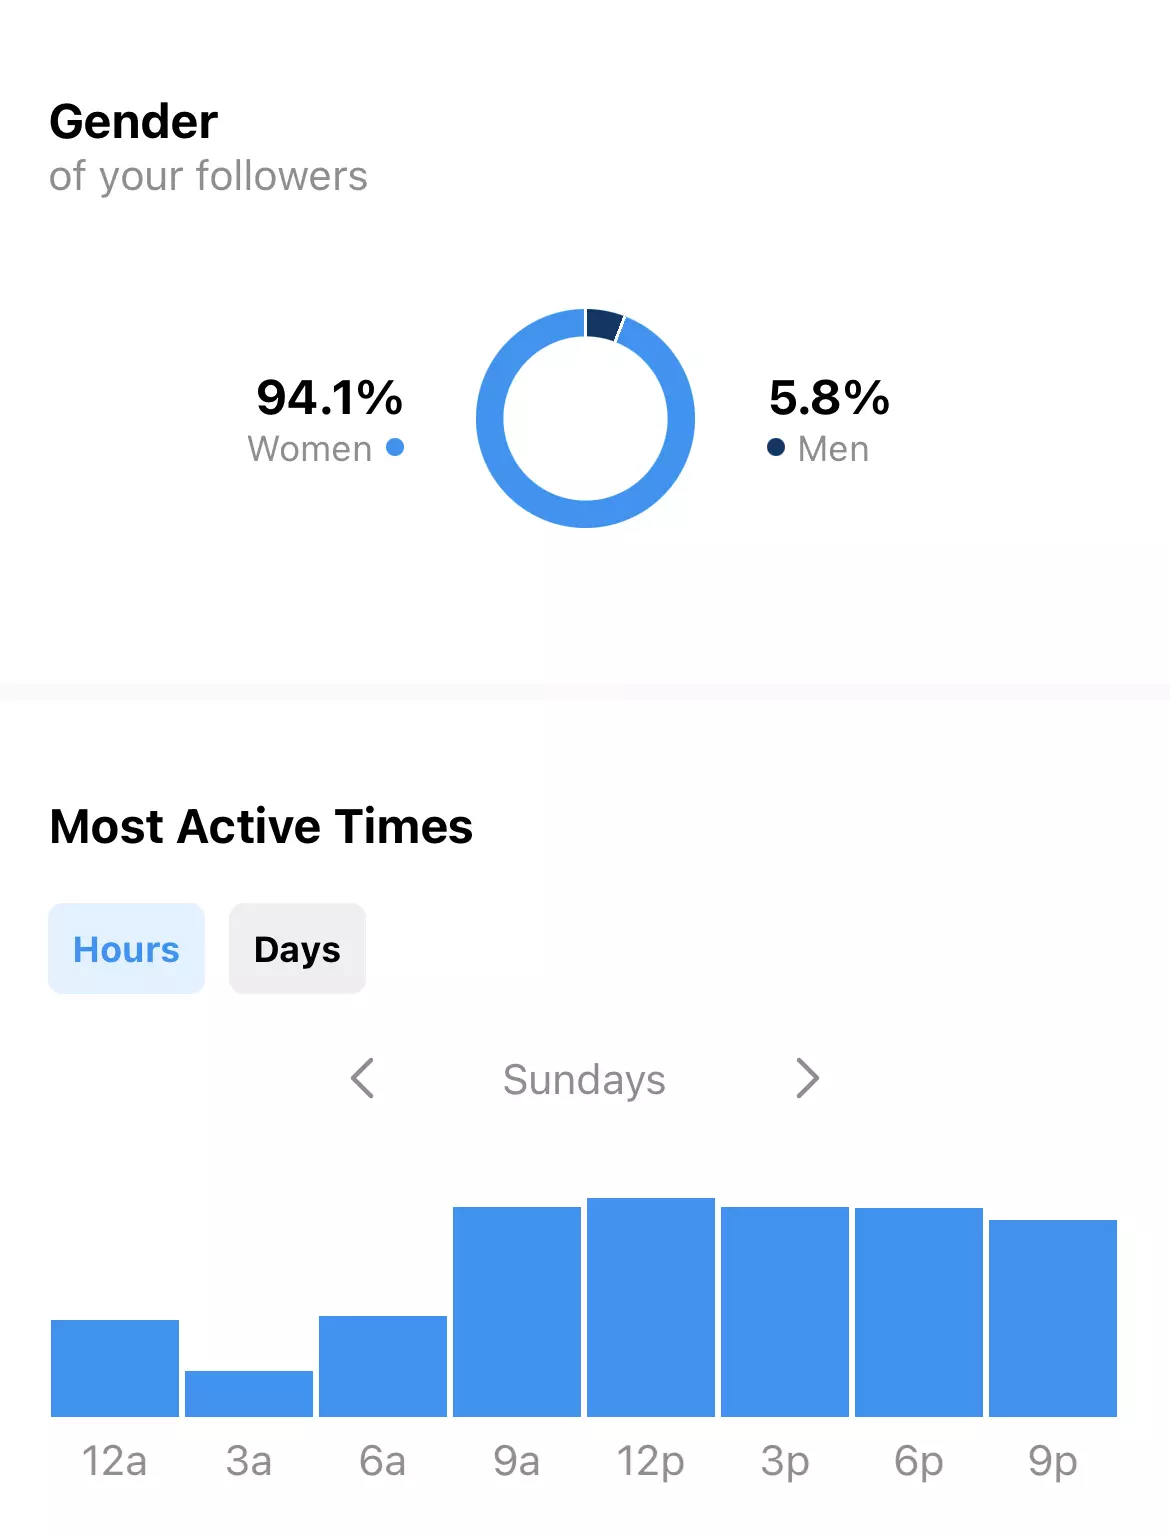 Gender
of your followers
94.1%
Women
5.8%
Men
Most Active Times
Hours
Days
Sundays
12a 3a 6a 9a 12p 3p 6p 9p